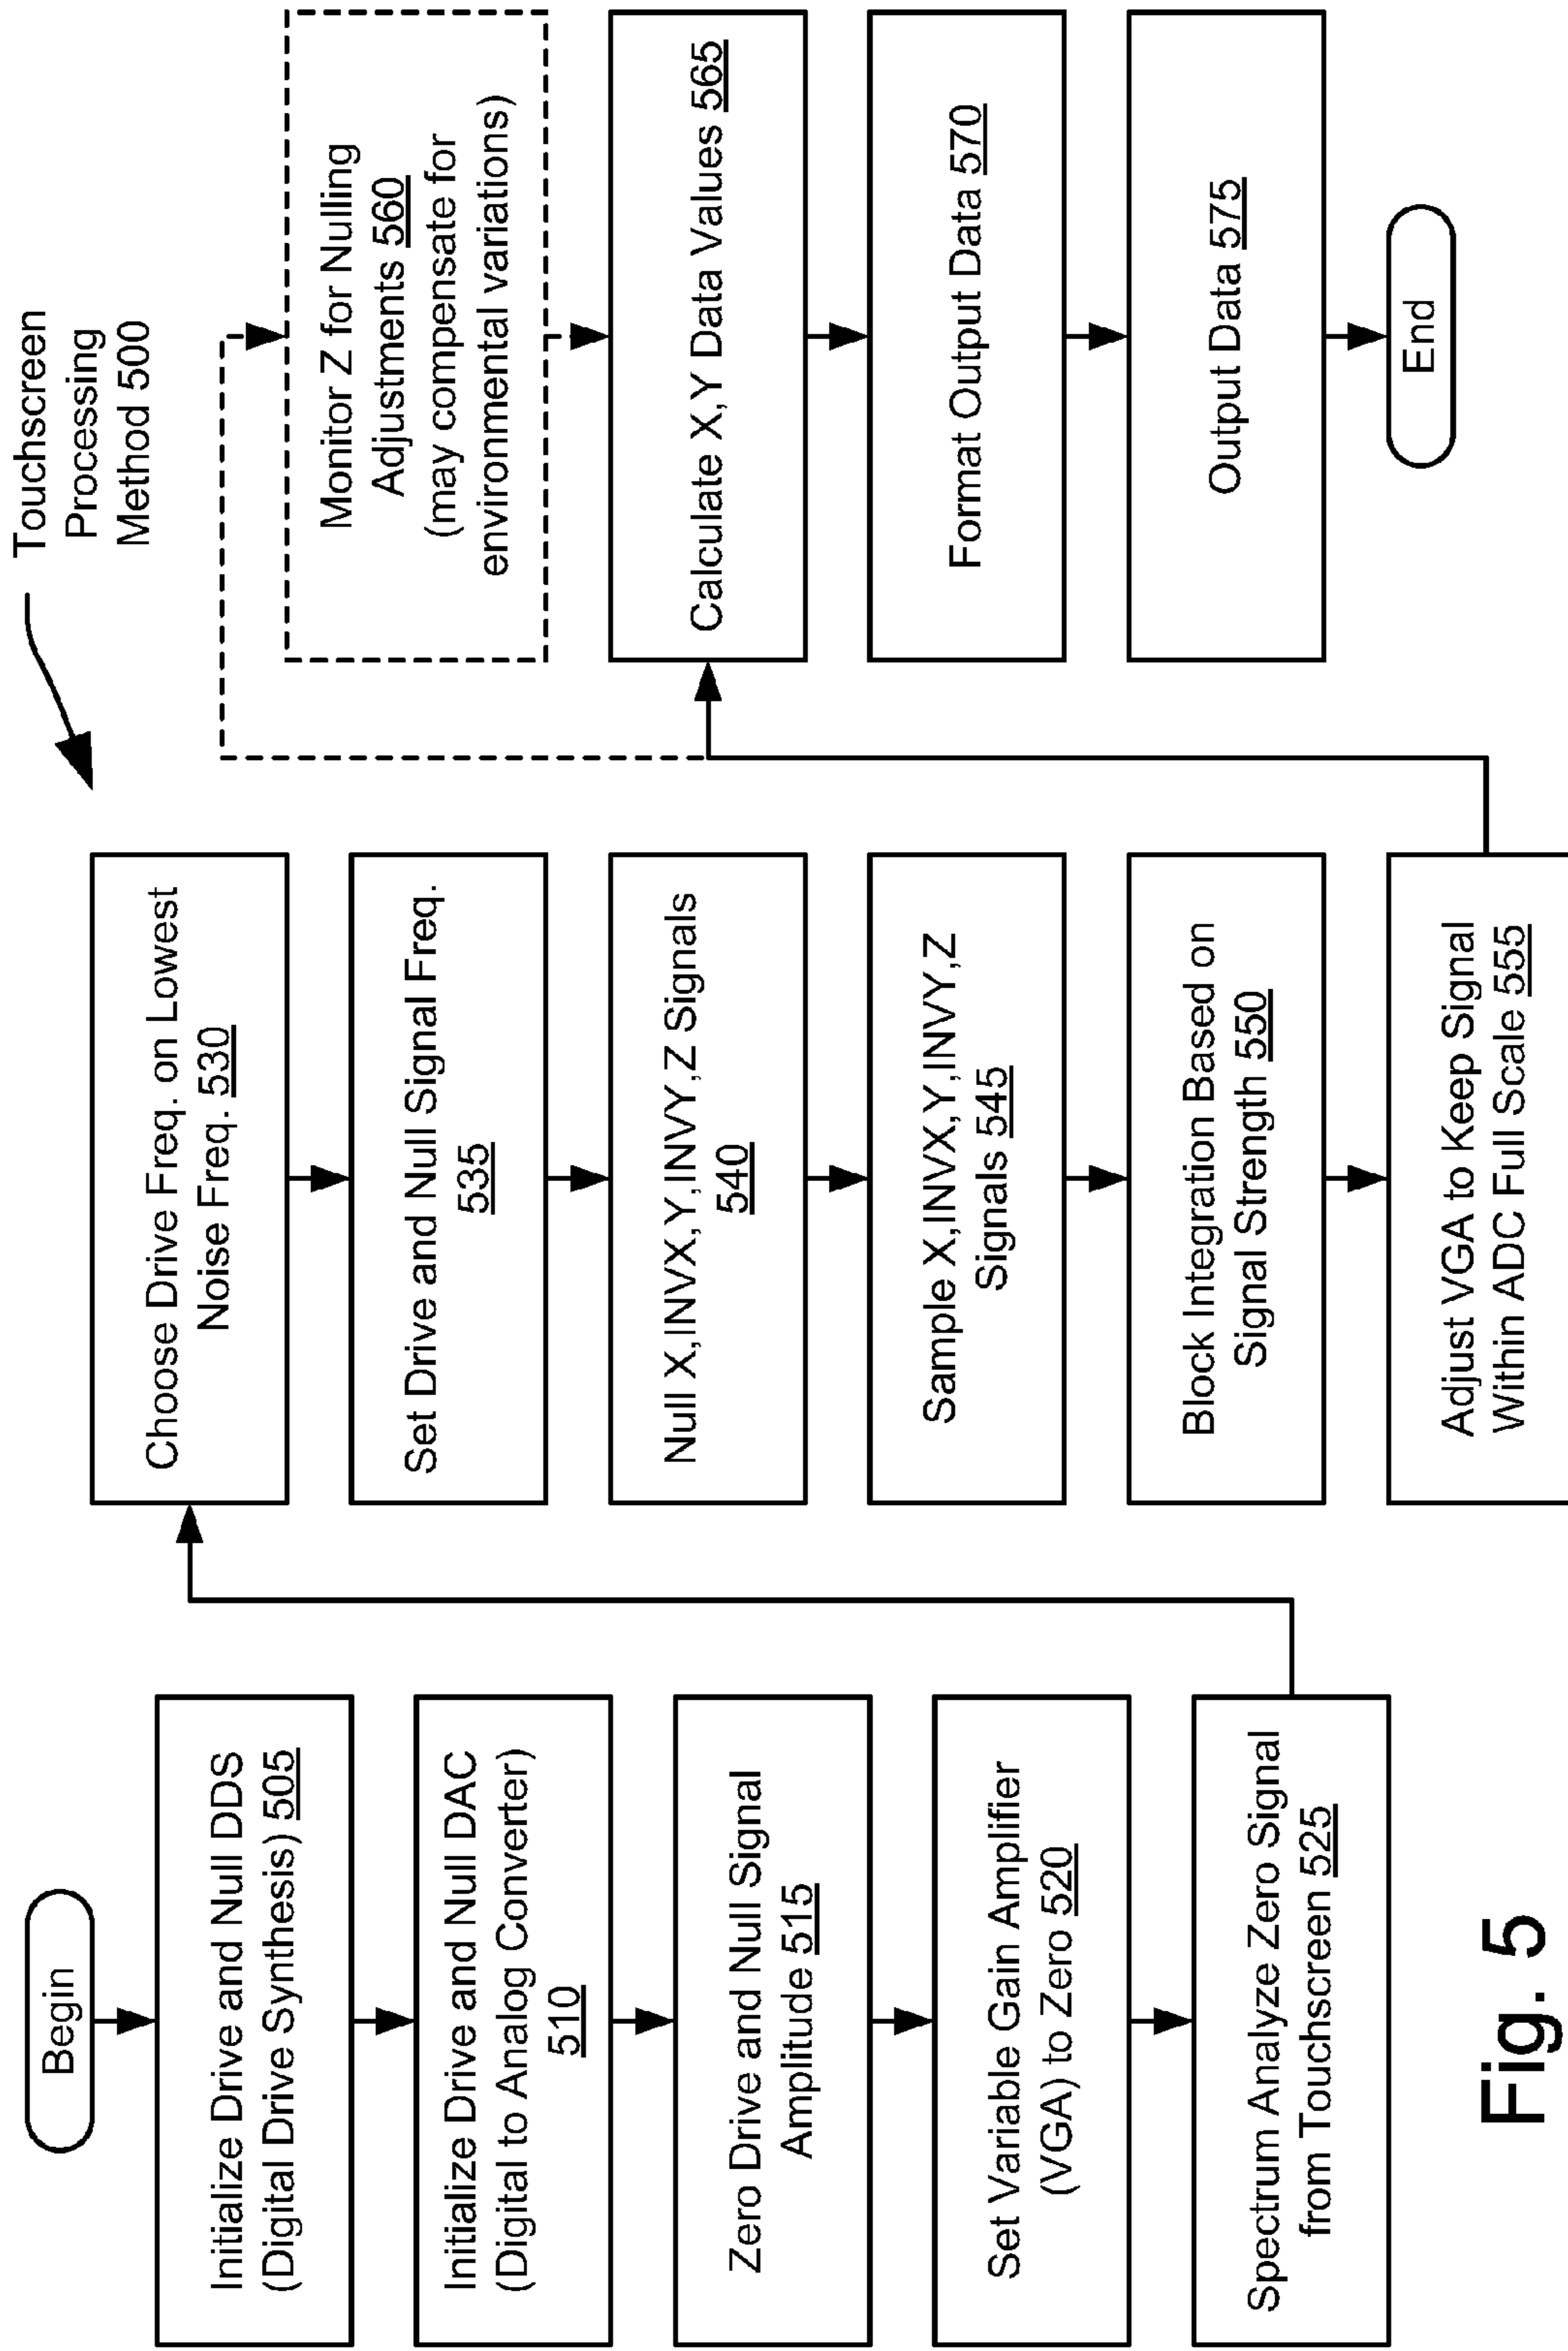 Touchscreen
Processing
Method 500
Begin
Initialize Drive and Null DDS
(Digital Drive Synthesis) 505
Initialize Drive and Null DAC
(Digital to Analog Converter)
510
Zero Drive and Null Signal
Amplitude 515
Set Variable Gain Amplifier
(VGA) to Zero 520
Spectrum Analyze Zero Signal
from Touchscreen 525
Choose Drive Freq. on Lowest
Noise Freq. 530
Set Drive and Null Signal Freq.
535
Null X,INVX,Y,INVY,Z Signals
540
Sample X,INVX,Y,INVY,Z
Signals 545
Block Integration Based on
Signal Strength 550
Adjust VGA to Keep Signal
Within ADC Full Scale 555
Monitor Z for Nulling
Adjustments 560
(may compensate for
environmental variations)
Calculate X,Y Data Values 565
Format Output Data 570
Output Data 575
End
Fig. 5